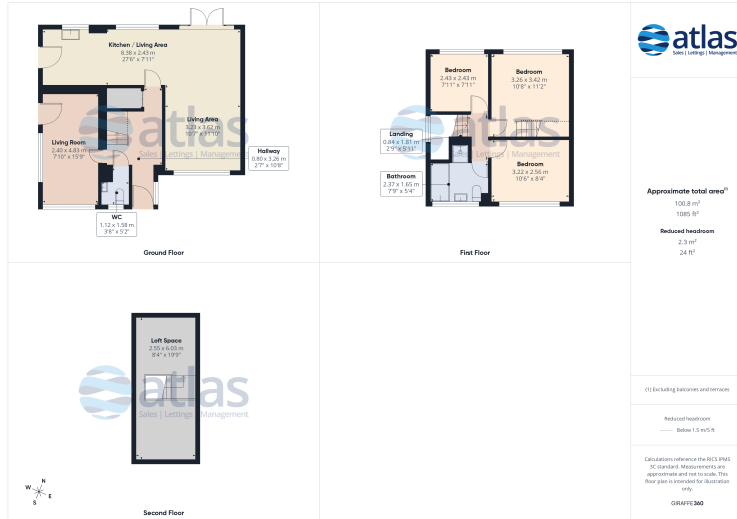 Kitchen / Living Area
8.38 x 2.43 m
27'6" x 7'11"
Living Area
3.23 x 3.62 m
10'7" x 11'10"
Living Room
2.40 x 4.83 m
7'10" x 15'9"
Hallway
0.80 x 3.26 m
2'7" x 10'8"
WC
1.12 x 1.58 m
3'8" x 5'2"
atlas
Sales | Lettings | Management
Ground Floor
Bedroom
2.43 x 2.43 m
7'11" x 7'11"
Bedroom
3.26 x 3.42 m
10'8" x 11'2"
Landing
0.84 x 1.81 m
2'9" x 5'11"
Bathroom
2.37 x 1.65 m
7'9" x 5'4"
Bedroom
3.22 x 2.56 m
10'6" x 8'4"
atlas
Sales | Lettings | Management
First Floor
Loft Space
2.55 x 6.03 m
8'4" x 19'9"
atlas
Sales | Lettings | Management
N
W
E
S
Second Floor
atlas
Sales | Lettings | Management
Approximate total area(1)
100.8 m²
1085 ft²
Reduced headroom
2.3 m²
24 ft²
(1) Excluding balconies and terraces
Reduced headroom
Below 1.5 m/5 ft
Calculations reference the RICS IPMS
3C standard. Measurements are
approximate and not to scale. This
floor plan is intended for illustration
only.
GIRAFFE360